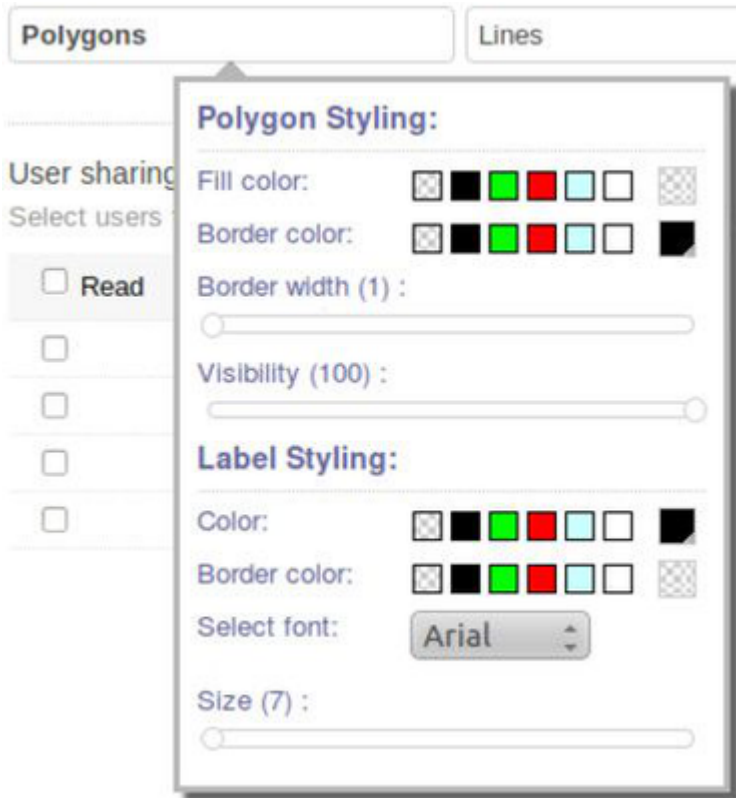 Polygons
Lines
Polygon Styling:
User sharing
Fill color:
Select users
Border color:
Read
Border width (1) :
Visibility (100) :
Label Styling:
Color:
Border color:
Select font:
Arial
Size (7) :